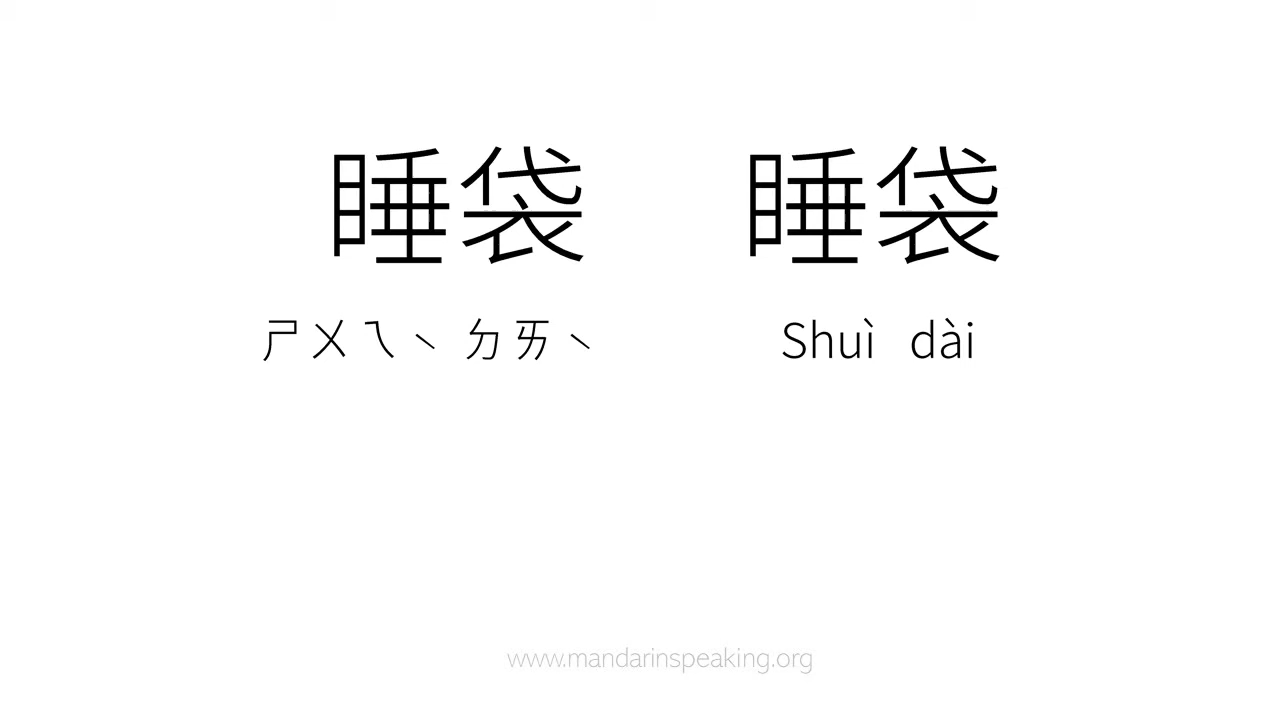 睡袋 睡袋
ㄕㄨㄟˋ ㄉㄞˋ Shuì dài
www.mandarinspeaking.org